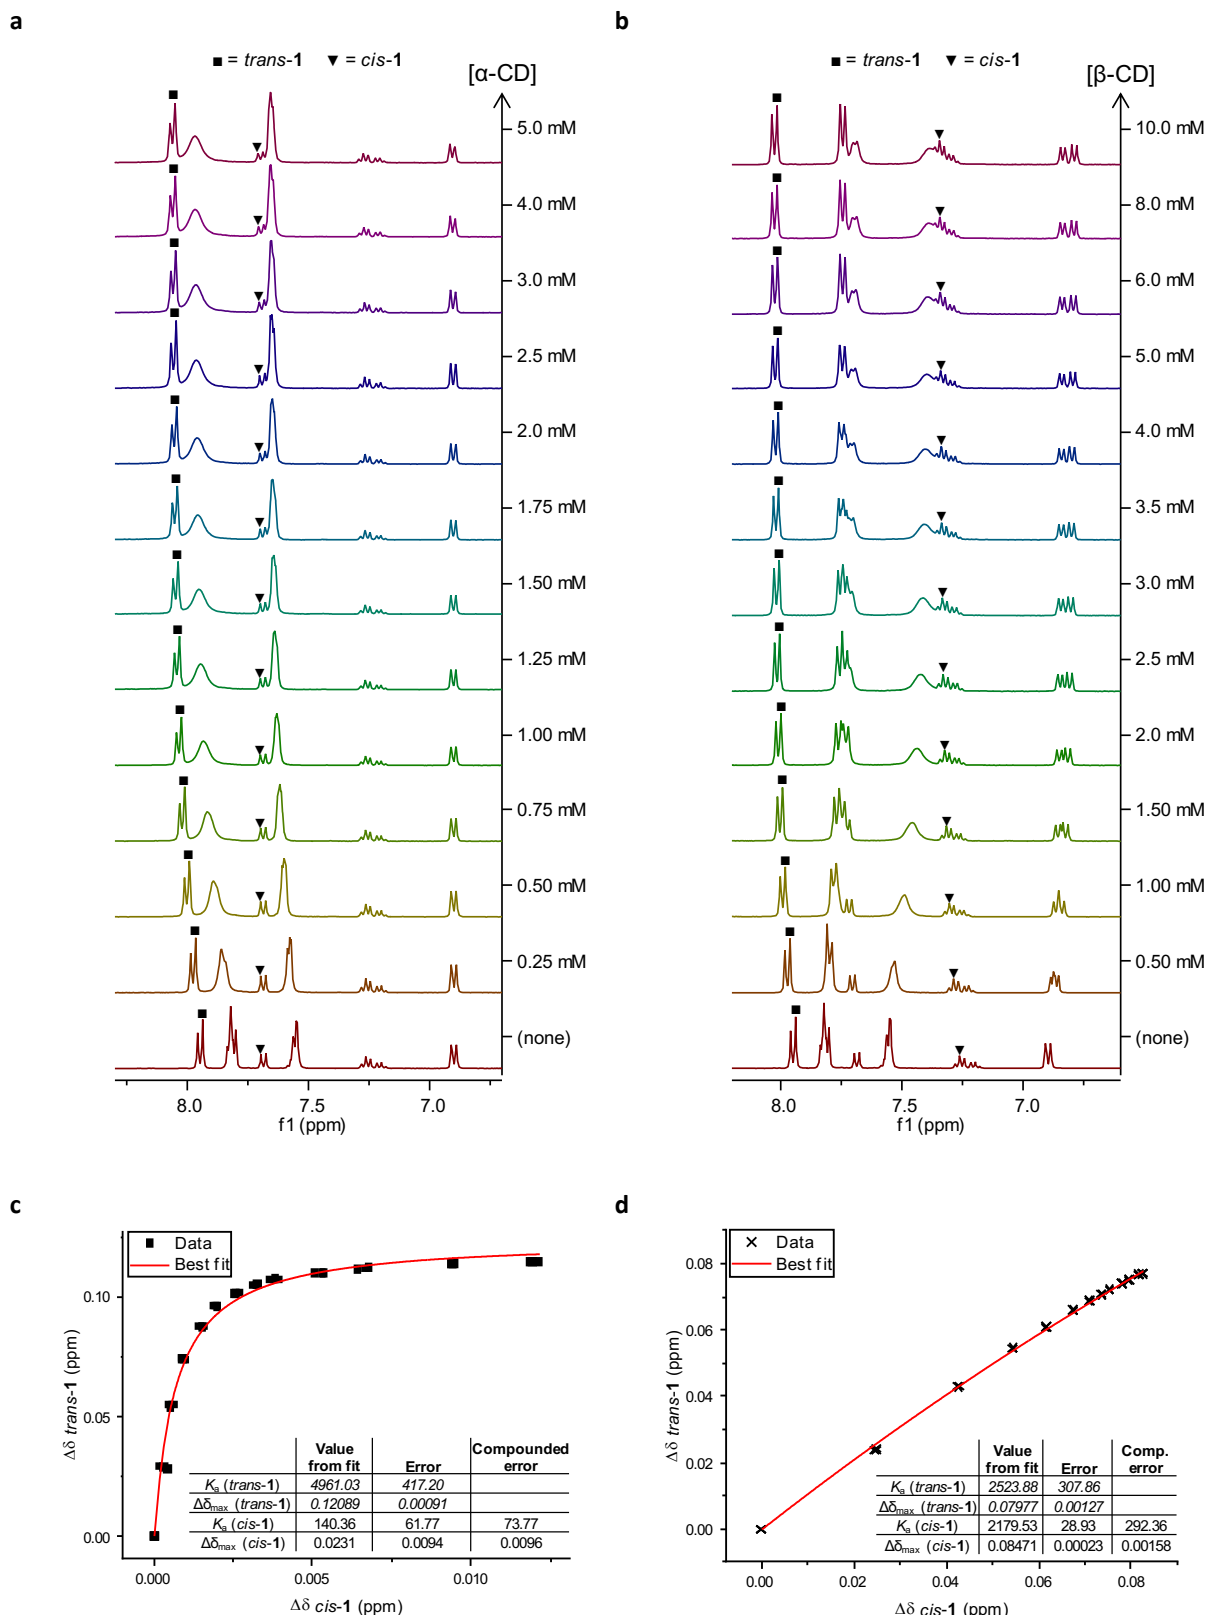 a
■ = trans-1 ▼ = cis-1
[α-CD]
5.0 mM
4.0 mM
3.0 mM
2.5 mM
2.0 mM
1.75 mM
1.50 mM
1.25 mM
1.00 mM
0.75 mM
0.50 mM
0.25 mM
(none)
8.0 7.5 7.0
f1 (ppm)
b
■ = trans-1 ▼ = cis-1
[β-CD]
10.0 mM
8.0 mM
6.0 mM
5.0 mM
4.0 mM
3.5 mM
3.0 mM
2.5 mM
2.0 mM
1.50 mM
1.00 mM
0.50 mM
(none)
8.0 7.5 7.0
f1 (ppm)
c
■ Data
Best fit
0.10
0.05
0.00
Δδ trans-1 (ppm)
Value from fit Error Compounded error
Ka (trans-1) 4961.03 417.20
Δδmax (trans-1) 0.12089 0.00091
Ka (cis-1) 140.36 61.77 73.77
Δδmax (cis-1) 0.0231 0.0094 0.0096
0.000 0.005 0.010
Δδ cis-1 (ppm)
d
× Data
Best fit
0.08
0.06
0.04
0.02
0.00
Δδ trans-1 (ppm)
Value from fit Error Comp. error
Ka (trans-1) 2523.88 307.86
Δδmax (trans-1) 0.07977 0.00127
Ka (cis-1) 2179.53 28.93 292.36
Δδmax (cis-1) 0.08471 0.00023 0.00158
0.00 0.02 0.04 0.06 0.08
Δδ cis-1 (ppm)